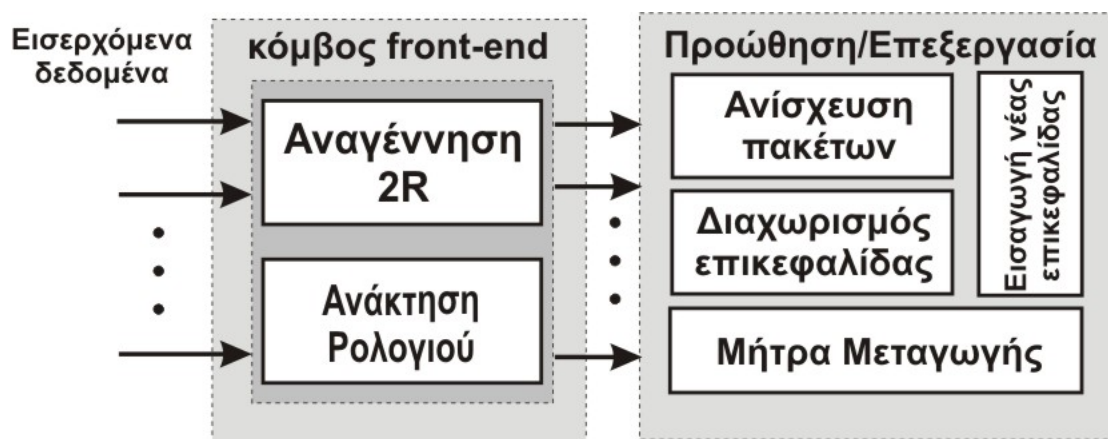 Εισερχόμενα
δεδομένα
κόμβος front-end
Αναγέννηση
2R
Ανάκτηση
Ρολογιού
Προώθηση/Επεξεργασία
Ανίσχευση
πακέτων
Διαχωρισμός
επικεφαλίδας
Εισαγωγή νέας
επικεφαλίδας
Μήτρα Μεταγωγής